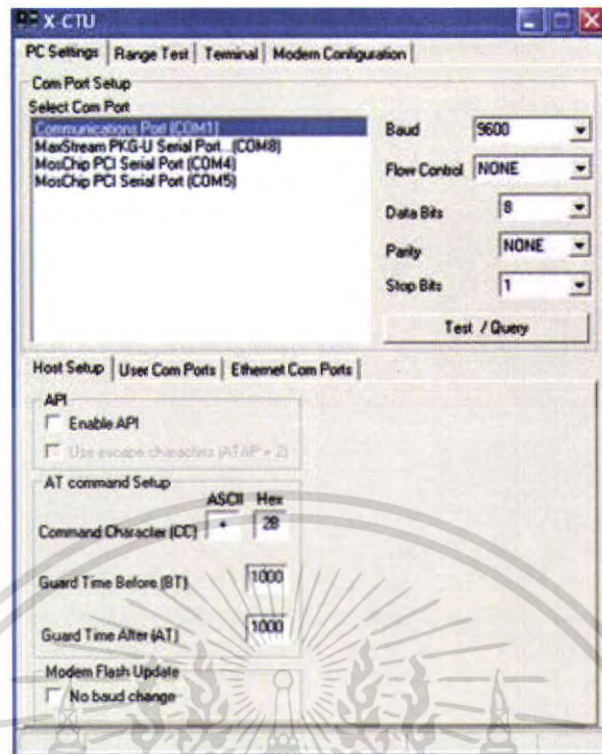 X-CTU
PC Settings Range Test Terminal Modem Configuration
Com Port Setup
Select Com Port
Communications Port (COM1)
MaxStream PKG-U Serial Port...(COM8)
MosChip PCI Serial Port (COM4)
MosChip PCI Serial Port (COM5)
Baud 9600
Flow Control NONE
Data Bits 8
Parity NONE
Stop Bits 1
Test / Query
Host Setup User Com Ports Ethernet Com Ports
API
Enable API
Use escape characters (ATAP = 2)
AT command Setup
ASCII Hex
Command Character (CC) + 2B
Guard Time Before (BT) 1000
Guard Time After (AT) 1000
Modem Flash Update
No baud change